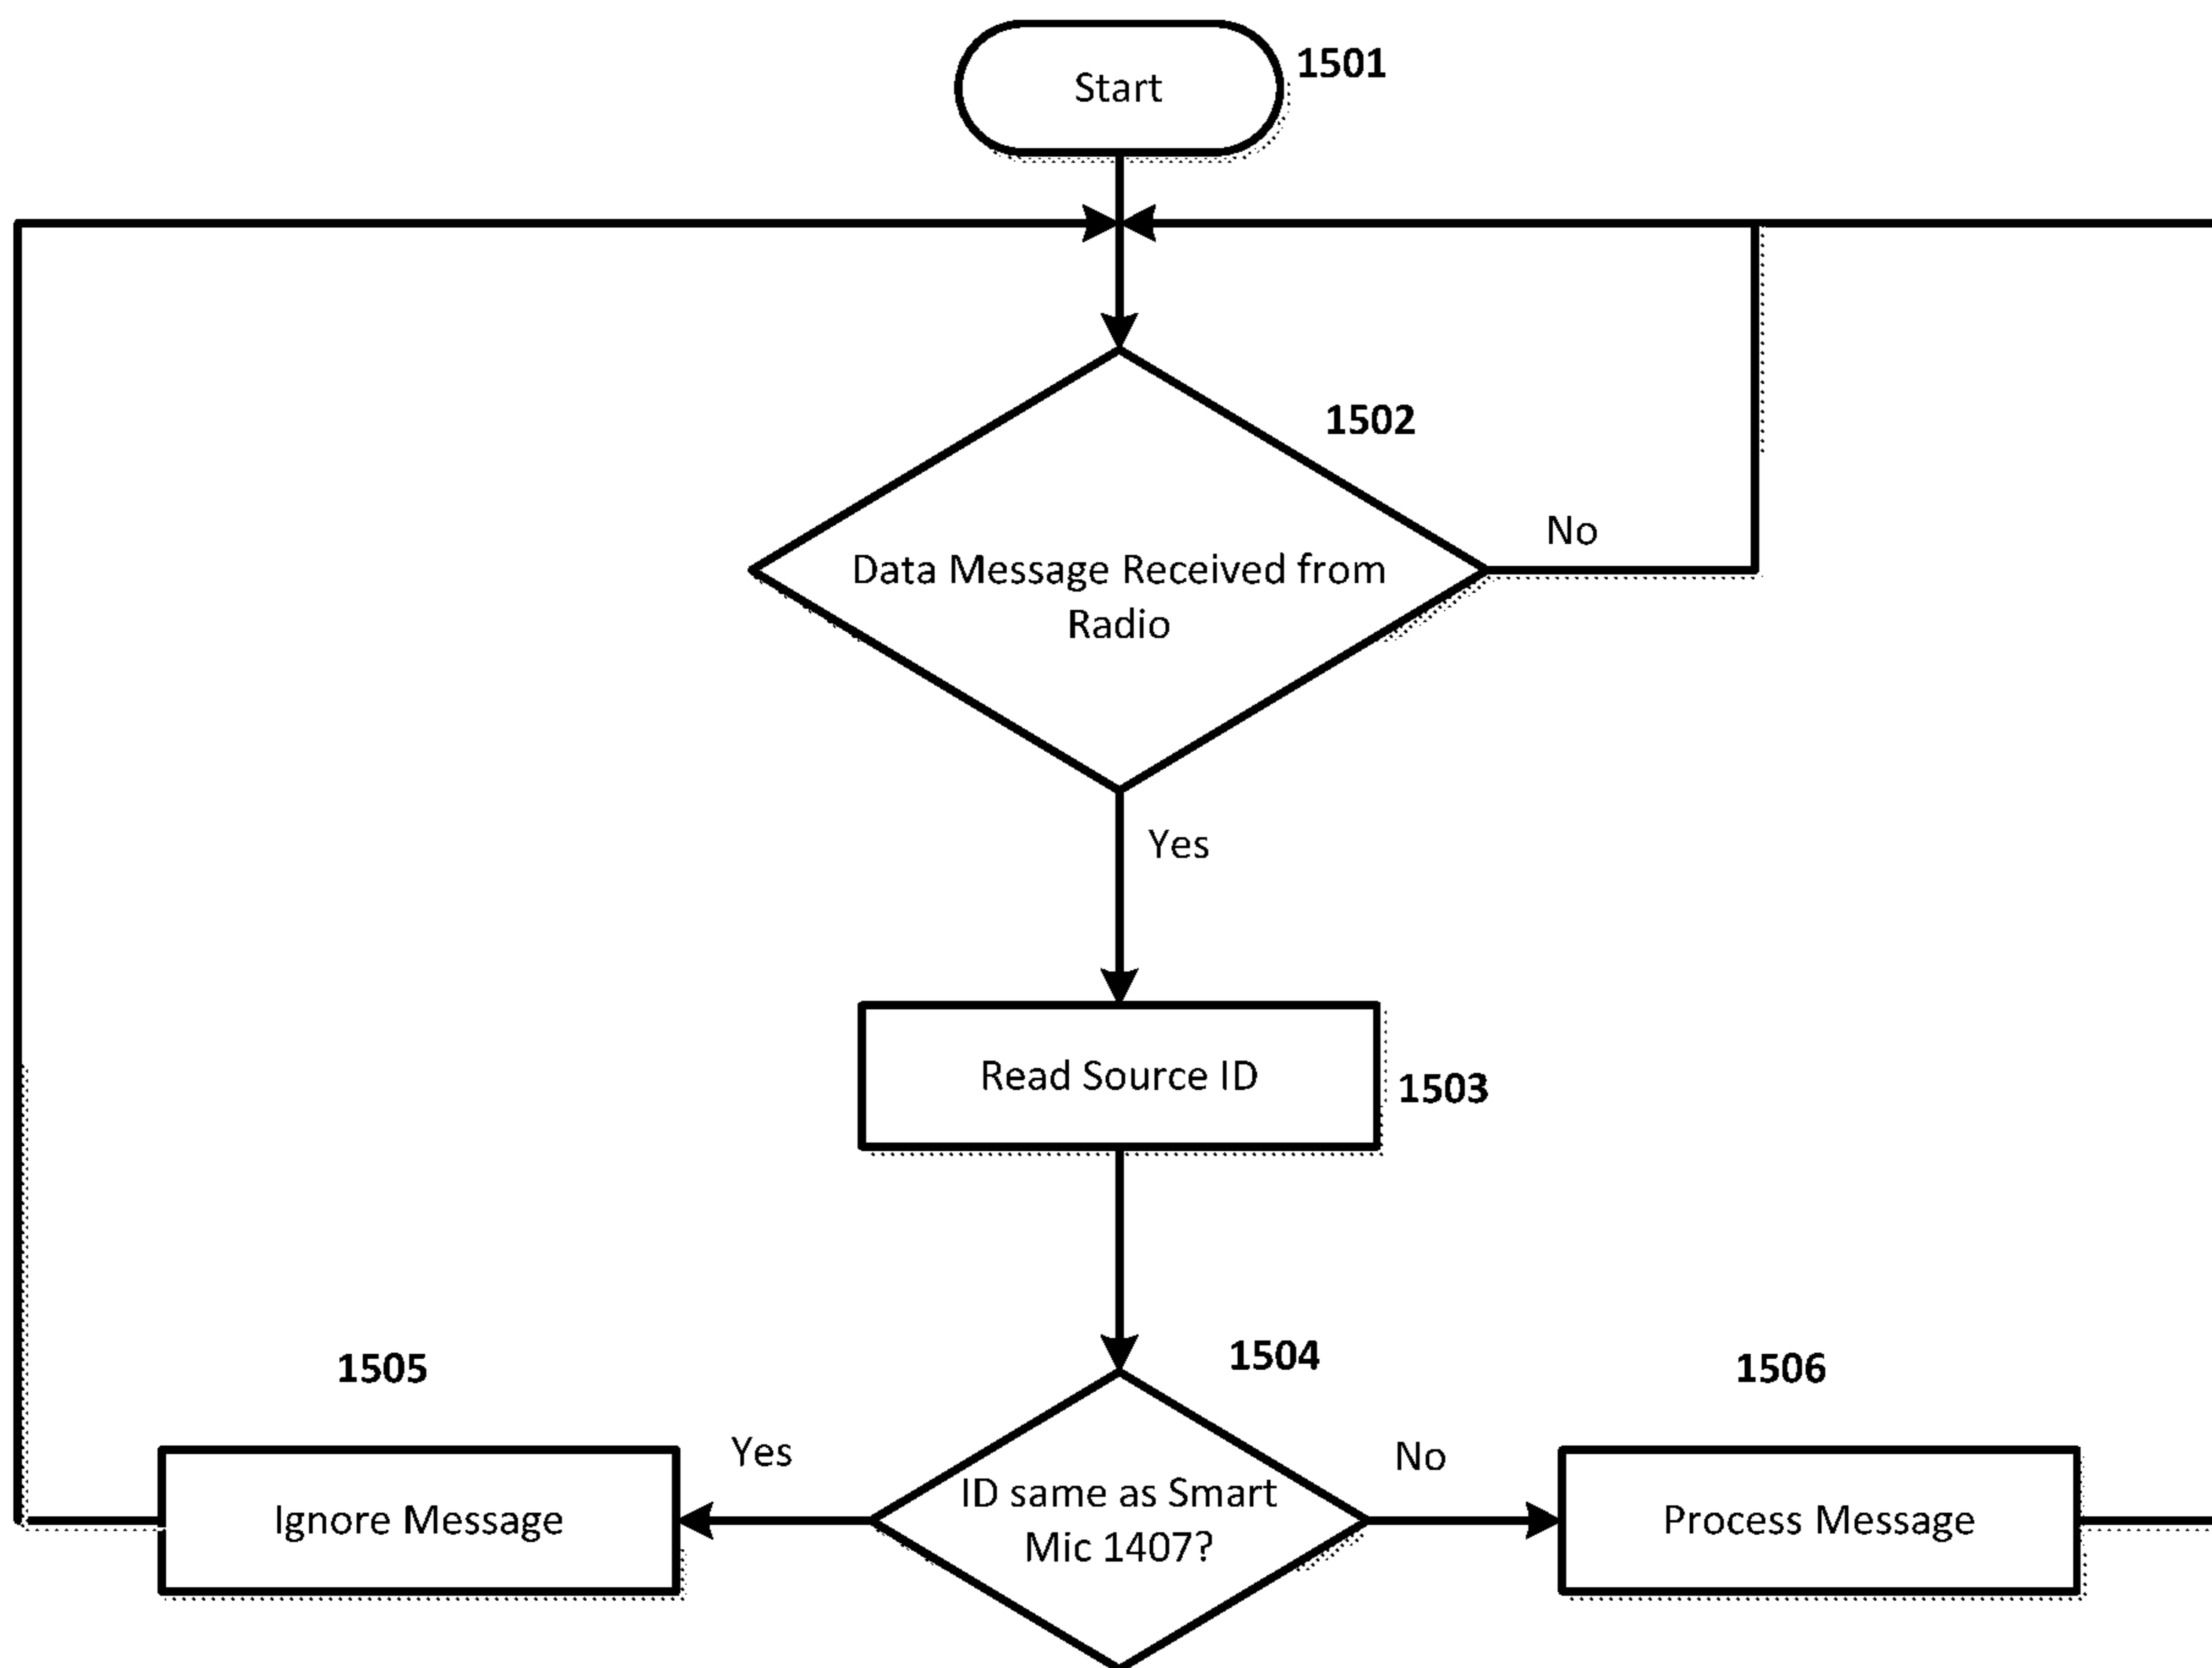 Start
1501
1502
No
Data Message Received from
Radio
Yes
Read Source ID
1503
1504
1505
1506
Yes
No
ID same as Smart
Mic 1407?
Ignore Message
Process Message